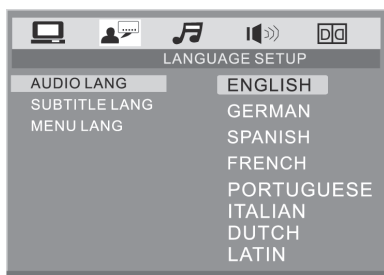 LANGUAGE SETUP
AUDIO LANG
SUBTITLE LANG
MENU LANG
ENGLISH
GERMAN
SPANISH
FRENCH
PORTUGUESE
ITALIAN
DUTCH
LATIN